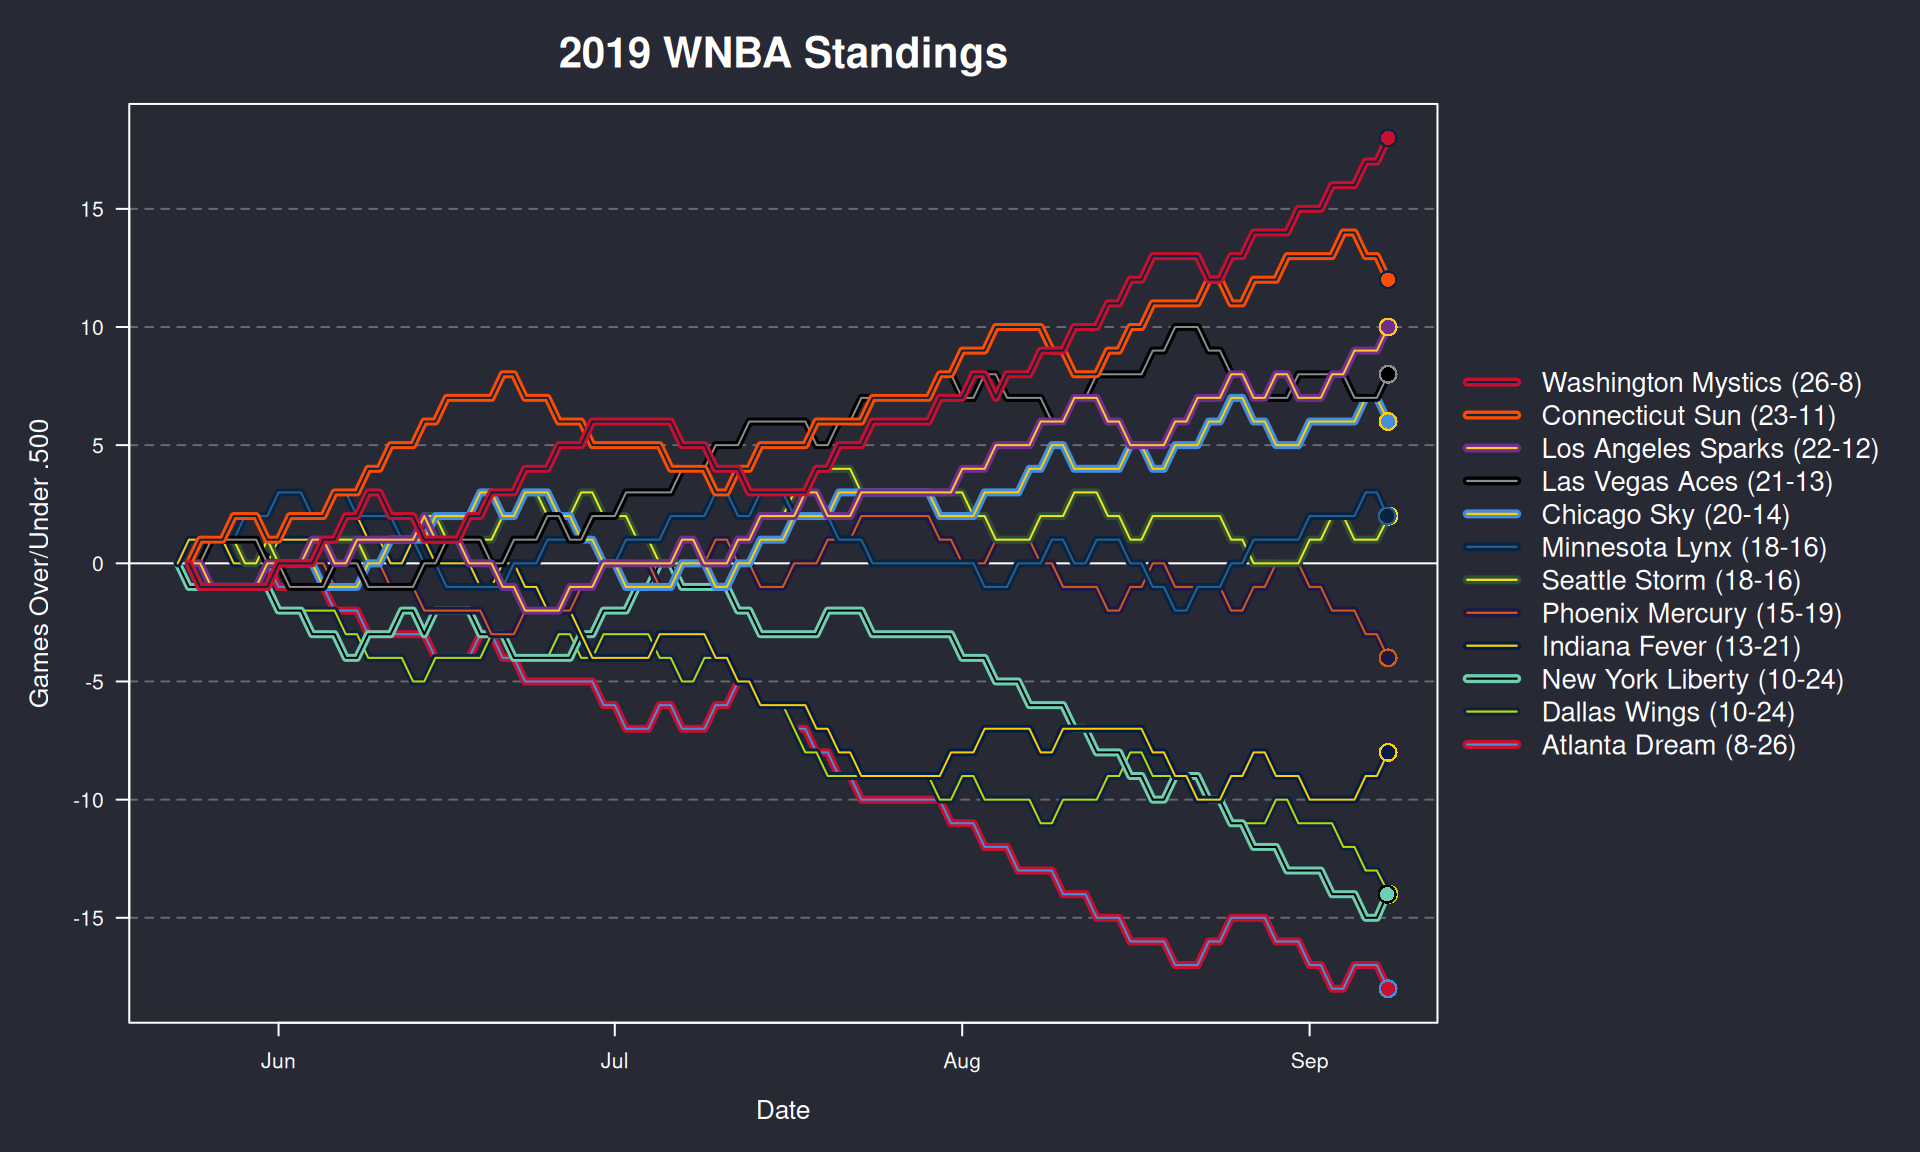 2019 WNBA Standings
Games Over/Under .500
15
10
5
0
-5
-10
-15
Jun
Jul
Aug
Sep
Date
Washington Mystics (26-8)
Connecticut Sun (23-11)
Los Angeles Sparks (22-12)
Las Vegas Aces (21-13)
Chicago Sky (20-14)
Minnesota Lynx (18-16)
Seattle Storm (18-16)
Phoenix Mercury (15-19)
Indiana Fever (13-21)
New York Liberty (10-24)
Dallas Wings (10-24)
Atlanta Dream (8-26)